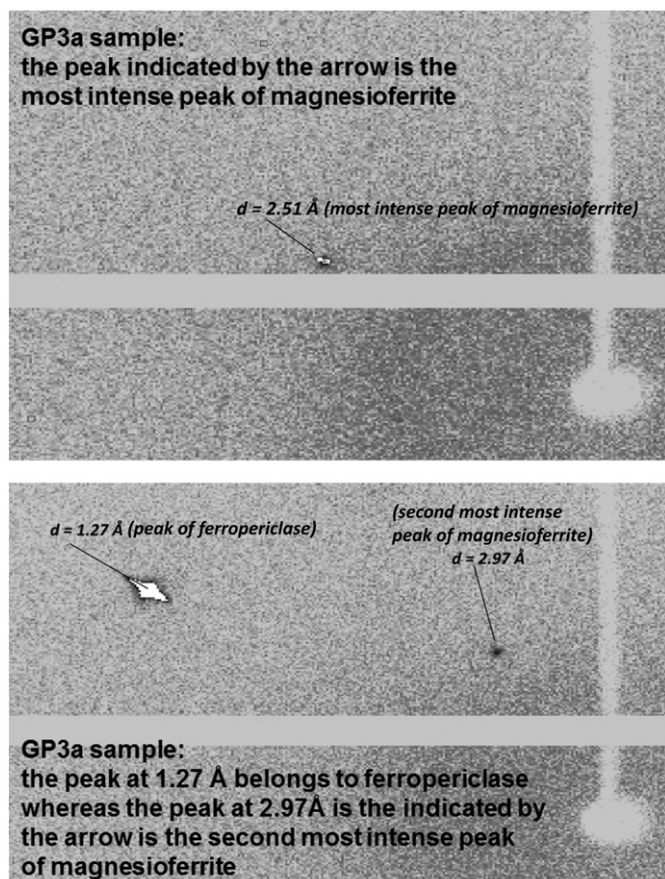 GP3a sample:
the peak indicated by the arrow is the
most intense peak of magnesioferrite
d = 2.51 Å (most intense peak of magnesioferrite)
d = 1.27 Å (peak of ferropericlase)
(second most intense
peak of magnesioferrite)
d = 2.97 Å
GP3a sample:
the peak at 1.27 Å belongs to ferropericlase
whereas the peak at 2.97Å is the indicated by
the arrow is the second most intense peak
of magnesioferrite